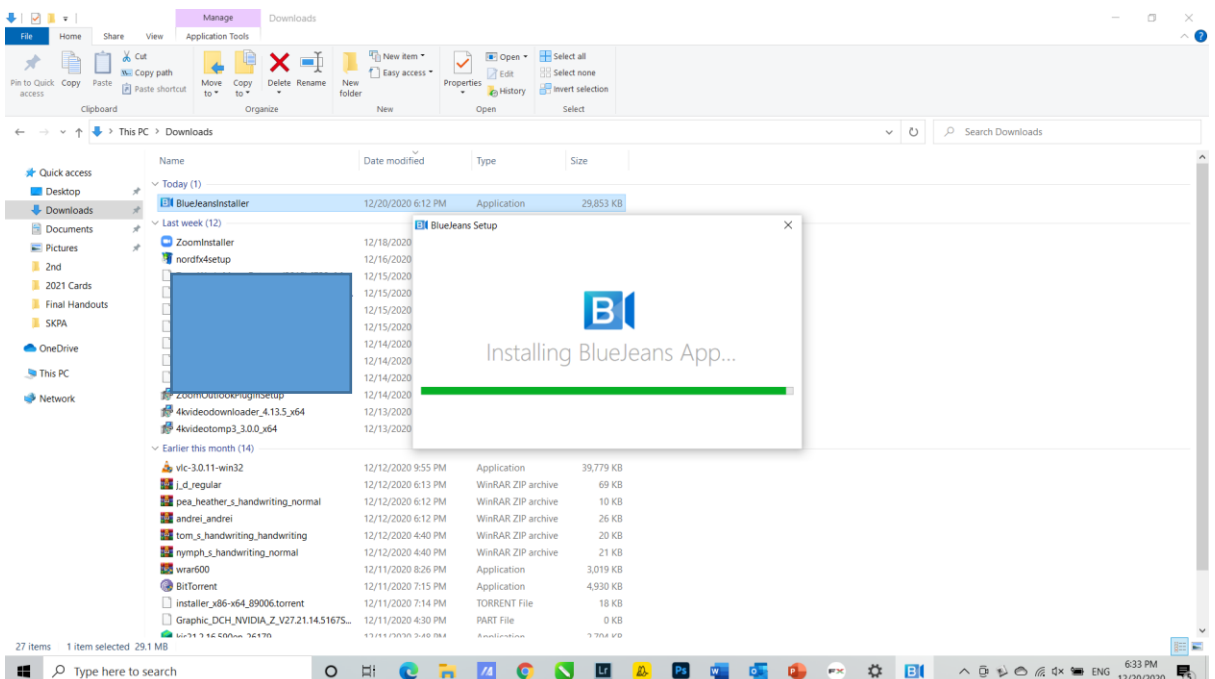 Manage Downloads
File Home Share View Application Tools
Pin to Quick access Copy Paste Cut Copy path Paste shortcut Move to Copy to Delete Rename New folder New item Easy access Properties Open Edit History Select all Select none Invert selection
Clipboard Organize New Open Select
This PC > Downloads Search Downloads
Name Date modified Type Size
Quick access
Desktop
Downloads
Documents
Pictures
2nd
2021 Cards
Final Handouts
SKPA
OneDrive
This PC
Network
Today (1)
BlueJeansInstaller 12/20/2020 6:12 PM Application 29,853 KB
Last week (12)
ZoomInstaller 12/18/2020
nordfx4setup 12/16/2020
12/15/2020
12/15/2020
12/15/2020
12/15/2020
12/14/2020
12/14/2020
12/14/2020
ZoomOutlookPluginSetup 12/14/2020
4kvideodownloader_4.13.5_x64 12/13/2020
4kvideotomp3_3.0.0_x64 12/13/2020
BlueJeans Setup
B
Installing BlueJeans App...
Earlier this month (14)
vlc-3.0.11-win32 12/12/2020 9:55 PM Application 39,779 KB
j_d_regular 12/12/2020 6:13 PM WinRAR ZIP archive 69 KB
pea_heather_s_handwriting_normal 12/12/2020 6:12 PM WinRAR ZIP archive 10 KB
andrei_andrei 12/12/2020 6:12 PM WinRAR ZIP archive 26 KB
tom_s_handwriting_handwriting 12/12/2020 4:40 PM WinRAR ZIP archive 20 KB
nymph_s_handwriting_normal 12/12/2020 4:40 PM WinRAR ZIP archive 21 KB
wrar600 12/11/2020 8:26 PM Application 3,019 KB
BitTorrent 12/11/2020 7:15 PM Application 4,930 KB
installer_x86-x64_89006.torrent 12/11/2020 7:14 PM TORRENT File 18 KB
Graphic_DCH_NVIDIA_Z_V27.21.14.5167S... 12/11/2020 4:30 PM PART File 0 KB
27 items 1 item selected 29.1 MB
Type here to search ENG 6:33 PM
12/20/2020